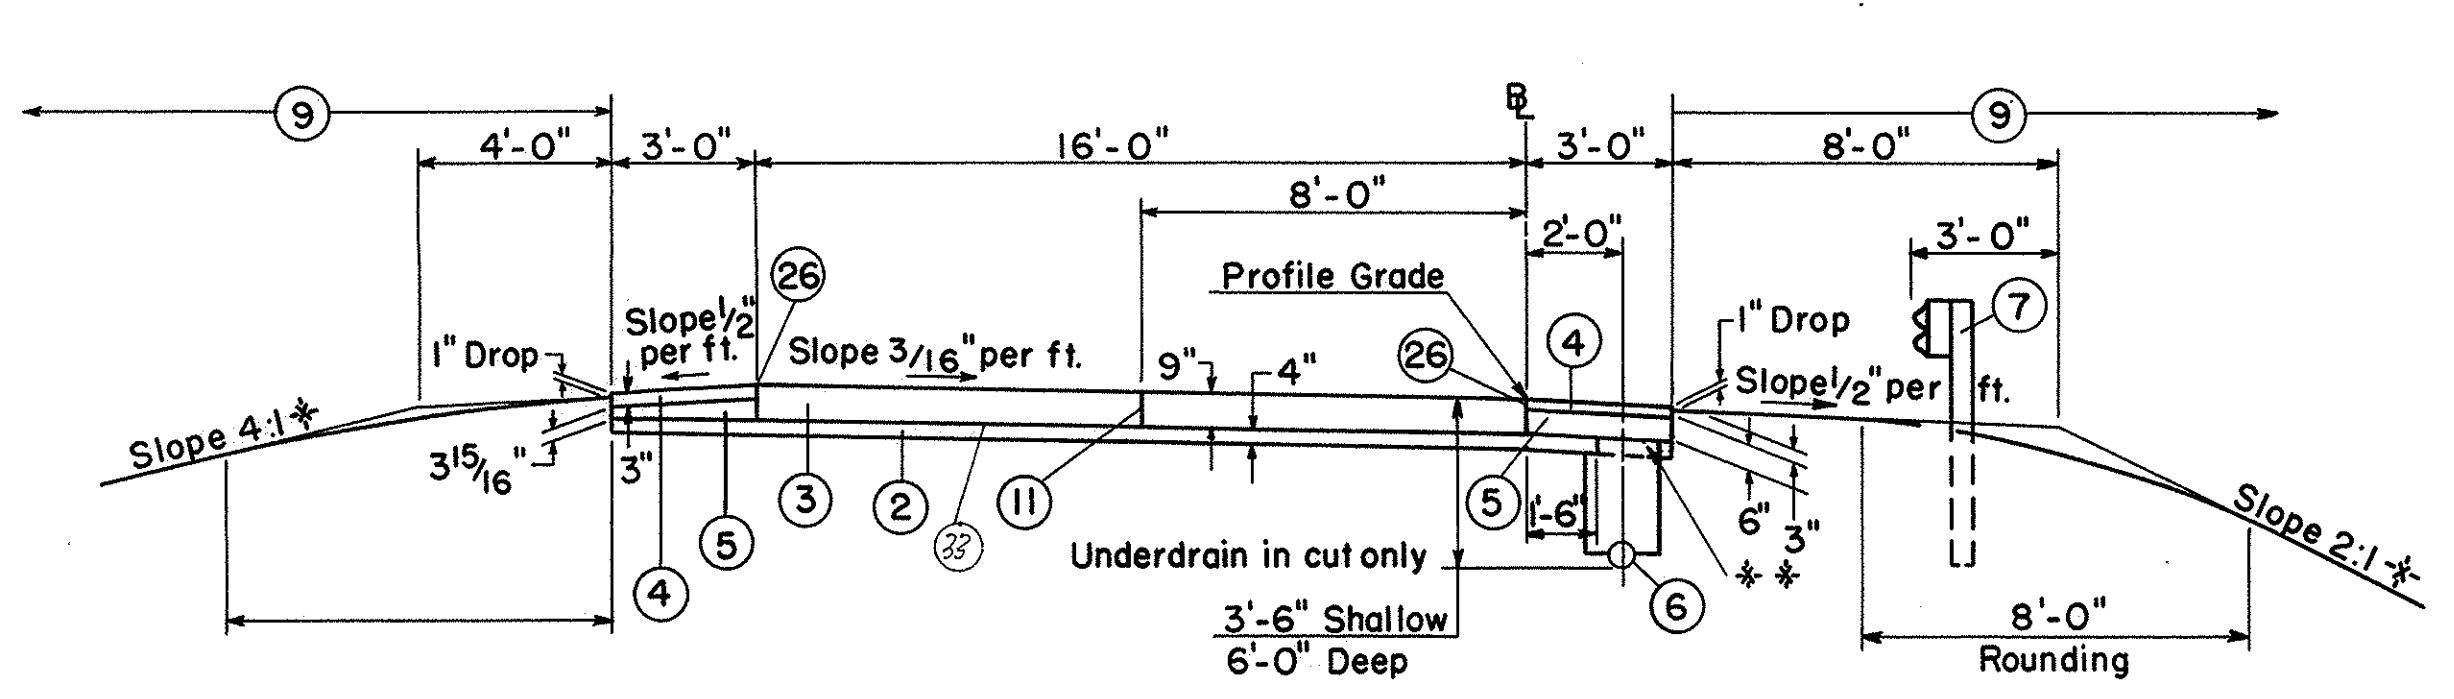 9
9
4'-0"
3'-0"
16'-0"
3'-0"
8'-0"
8'-0"
2'-0"
3'-0"
Profile Grade
26
7
Slope 1/2"
per ft.
1" Drop
Slope 3/16" per ft.
9"
4"
26
4
1" Drop
Slope 1/2" per ft.
Slope 4:1 *
3 15/16"
3"
3
2
11
5
1'-6"
6"
3"
Slope 2:1 *
5
33
Underdrain in cut only
* *
4
6
3'-6" Shallow
6'-0" Deep
8'-0"
Rounding